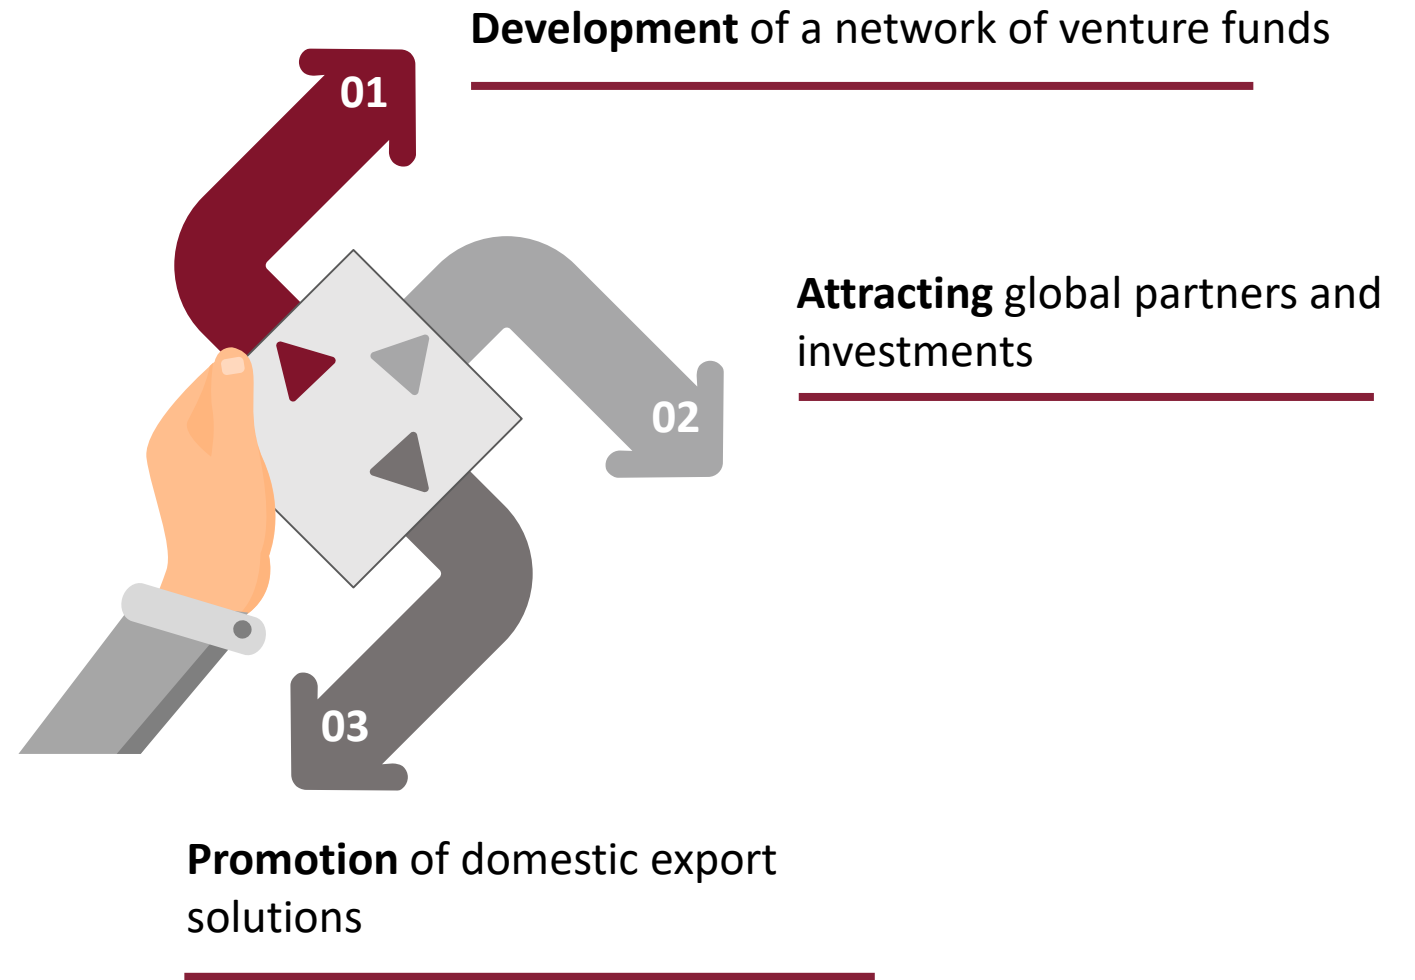 Development of a network of venture funds
01
Attracting global partners and
investments
02
03
Promotion of domestic export
solutions